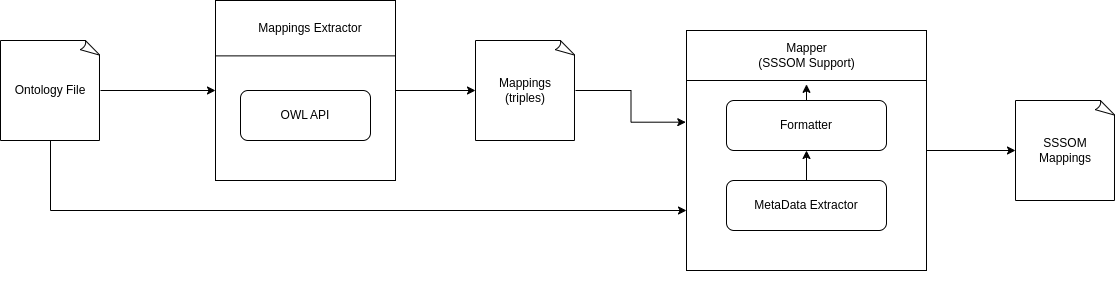 Ontology File
Mappings Extractor
OWL API
Mappings
(triples)
Mapper
(SSSOM Support)
Formatter
MetaData Extractor
SSSOM
Mappings